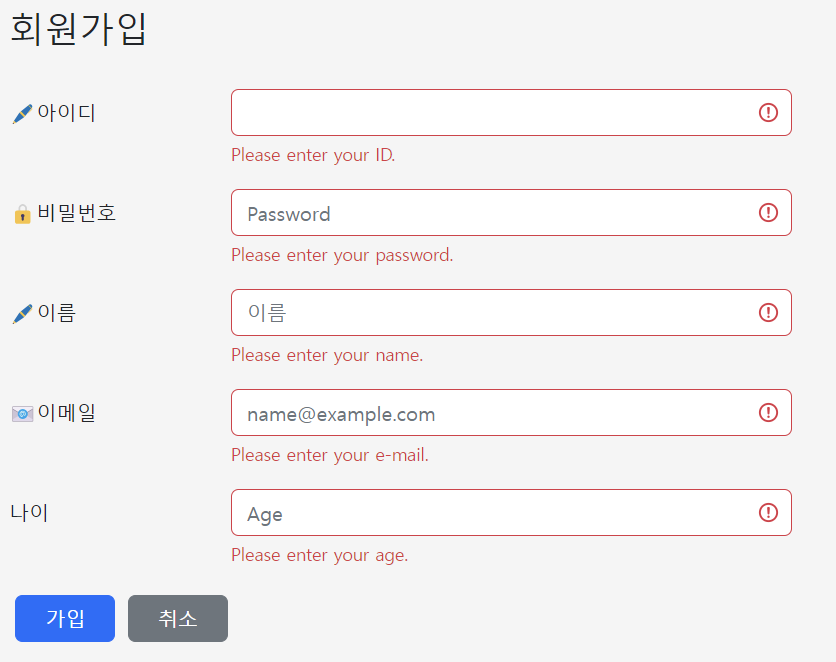 회원가입
아이디
Please enter your ID.
비밀번호
Password
Please enter your password.
이름
이름
Please enter your name.
이메일
name@example.com
Please enter your e-mail.
나이
Age
Please enter your age.
가입 취소